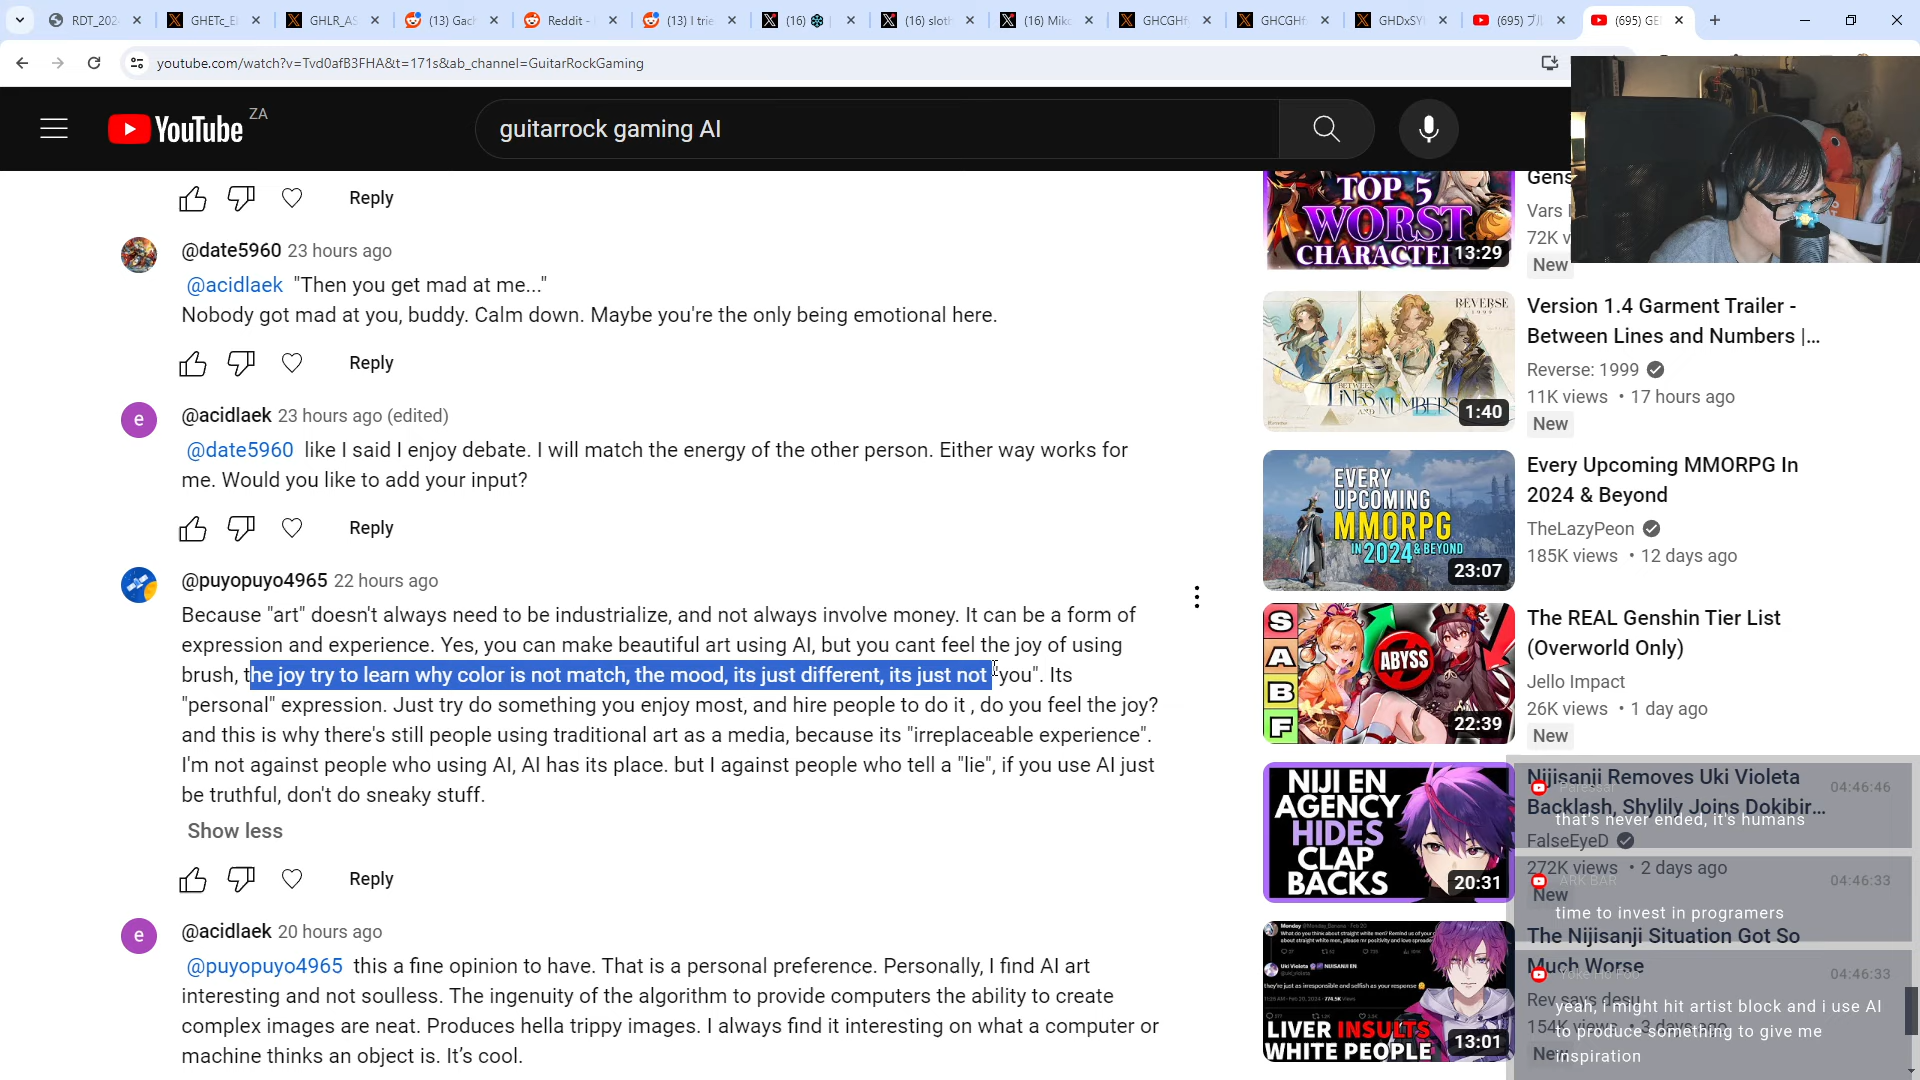 RDT_202
GHETc_E
GHLR_AS
(13) Gac
Reddit -
(13) I trie
(16)
(16) sloth
(16) Mik
GHCGHf
GHCGHf
GHDxSY
(695) ブル
(695) GE
youtube.com/watch?v=Tvd0afB3FHA&t=171s&ab_channel=GuitarRockGaming
YouTube ZA
guitarrock gaming AI
Reply
@date5960 23 hours ago
@acidlaek "Then you get mad at me..."
Nobody got mad at you, buddy. Calm down. Maybe you're the only being emotional here.
Reply
e
@acidlaek 23 hours ago (edited)
@date5960 like I said I enjoy debate. I will match the energy of the other person. Either way works for
me. Would you like to add your input?
Reply
@puyopuyo4965 22 hours ago
Because "art" doesn't always need to be industrialize, and not always involve money. It can be a form of
expression and experience. Yes, you can make beautiful art using AI, but you cant feel the joy of using
brush, the joy try to learn why color is not match, the mood, its just different, its just not "you". Its
"personal" expression. Just try do something you enjoy most, and hire people to do it , do you feel the joy?
and this is why there's still people using traditional art as a media, because its "irreplaceable experience".
I'm not against people who using AI, AI has its place. but I against people who tell a "lie", if you use AI just
be truthful, don't do sneaky stuff.
Show less
Reply
e
@acidlaek 20 hours ago
@puyopuyo4965 this a fine opinion to have. That is a personal preference. Personally, I find AI art
interesting and not soulless. The ingenuity of the algorithm to provide computers the ability to create
complex images are neat. Produces hella trippy images. I always find it interesting on what a computer or
machine thinks an object is. It's cool.
TOP 5
WORST
13:29
Gens
Vars
72K v
New
REVERSE
1999
BETWEEN
LINES AND NUMBERS
1:40
Version 1.4 Garment Trailer -
Between Lines and Numbers |...
Reverse: 1999
11K views • 17 hours ago
New
EVERY
UPCOMING
MMORPG
IN 2024 & BEYOND
23:07
Every Upcoming MMORPG In
2024 & Beyond
TheLazyPeon
185K views • 12 days ago
S
A
B
F
ABYSS
22:39
The REAL Genshin Tier List
(Overworld Only)
Jello Impact
26K views • 1 day ago
New
NIJI EN
AGENCY
HIDES
CLAP
BACKS
20:31
Nijisanji Removes Uki Violeta
Backlash, Shylily Joins Dokibir...
FalseEyeD
272K views • 2 days ago
New
04:46:46
that's never ended, it's humans
ARK BAR
04:46:33
time to invest in programers
LIVER INSULTS
WHITE PEOPLE
13:01
The Nijisanji Situation Got So
Much Worse
Rev says desu
154K views • 3 days ago
New
04:46:33
yeah, i might hit artist block and i use AI
to produce something to give me
inspiration